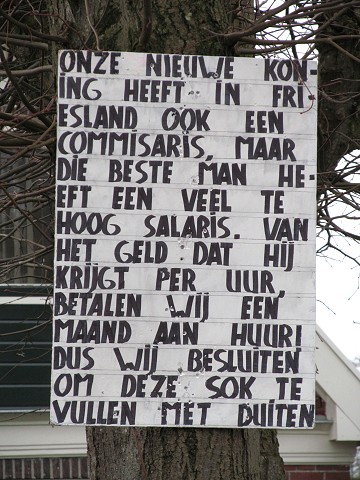 ONZE NIEUWE KON-
ING HEEFT IN FRI
ESLAND OOK EEN
COMMISARIS, MAAR
DIE BESTE MAN HE-
EFT EEN VEEL TE
HOOG SALARIS. VAN
HET GELD DAT HIJ
KRIJGT PER UUR,
BETALEN WIJ EEN
MAAND AAN HUUR!
DUS WIJ BESLUITEN
OM DEZE SOK TE
VULLEN MET DUITEN